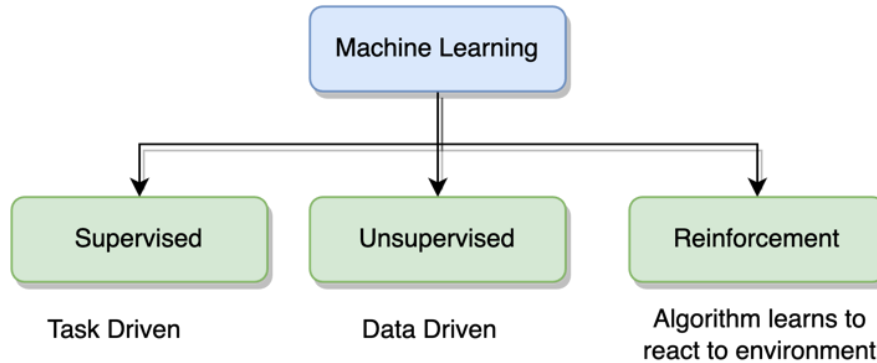 Machine Learning
Supervised
Unsupervised
Reinforcement
Task Driven
Data Driven
Algorithm learns to
react to environment